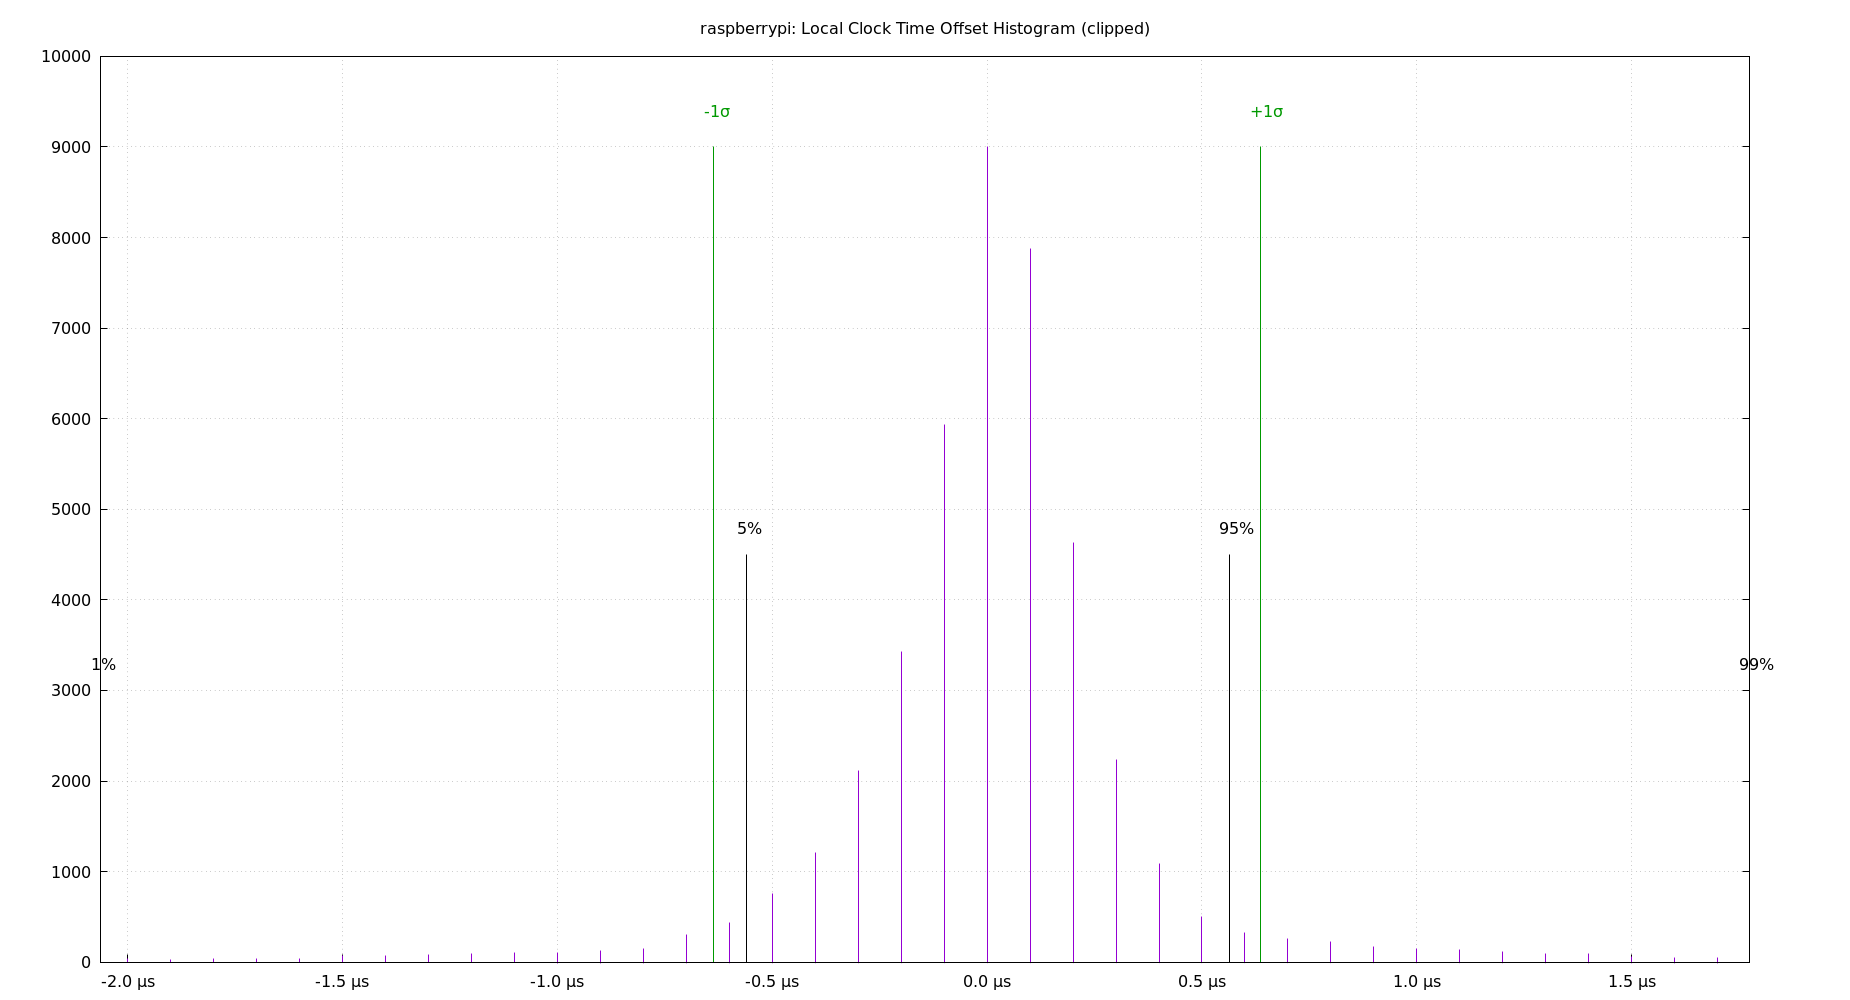 raspberrypi: Local Clock Time Offset Histogram (clipped)
10000
-1σ
+1σ
9000
8000
7000
6000
5000
5%
95%
4000
1%
99%
3000
2000
1000
0
-2.0 µs
-1.5 µs
-1.0 µs
-0.5 µs
0.0 µs
0.5 µs
1.0 µs
1.5 µs